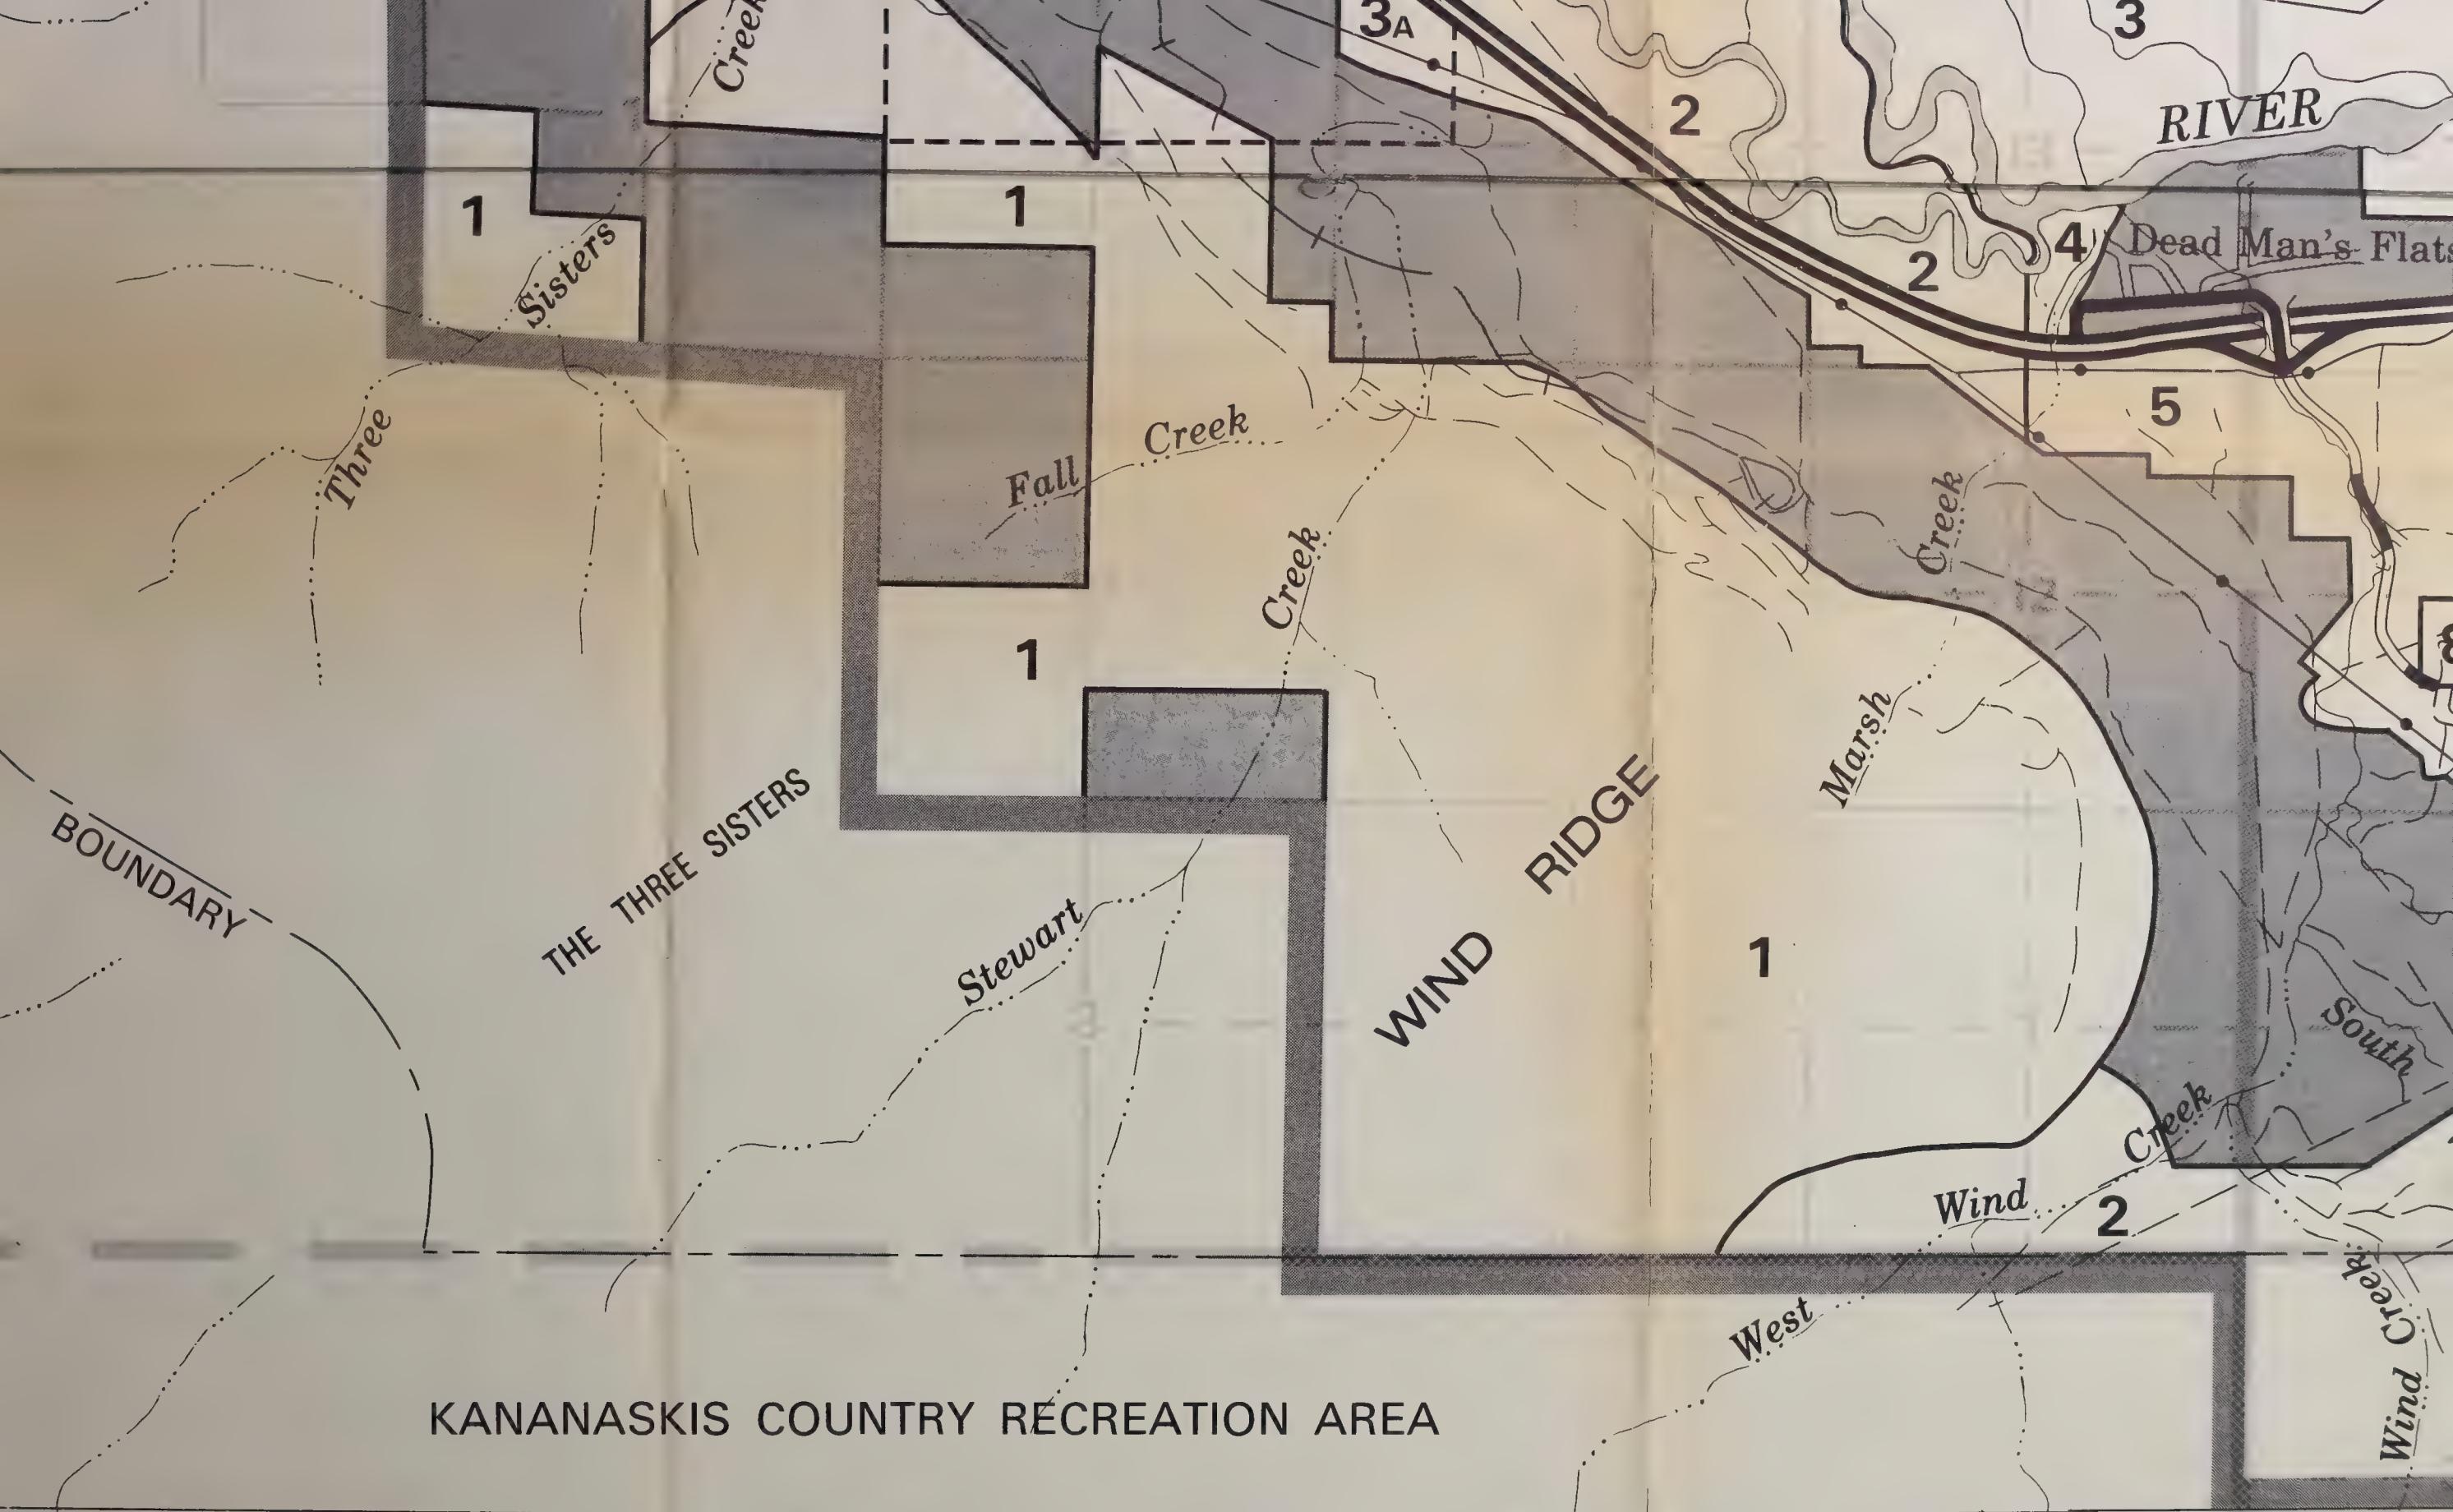 3A
3
Creek
2
RIVER
1
1
Three Sisters
4
Dead Man's Flats
2
5
Fall Creek
Creek
Creek
8
1
Marsh
BOUNDARY
THE THREE SISTERS
WIND RIDGE
Stewart
1
South
Creek
Wind
2
West
Wind Creek
KANANASKIS COUNTRY RECREATION AREA